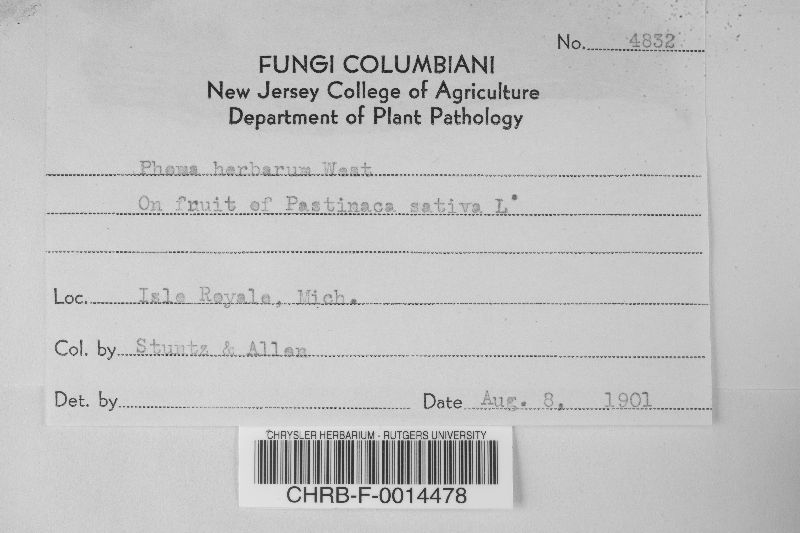 No. 4832
FUNGI COLUMBIANI
New Jersey College of Agriculture
Department of Plant Pathology
Phoma herbarum West
On fruit of Pastinaca sativa L.
Loc. Isle Royale, Mich.
Col. by Stuntz & Allen
Det. by
Date Aug. 8, 1901
CHRYSLER HERBARIUM - RUTGERS UNIVERSITY
CHRB-F-0014478